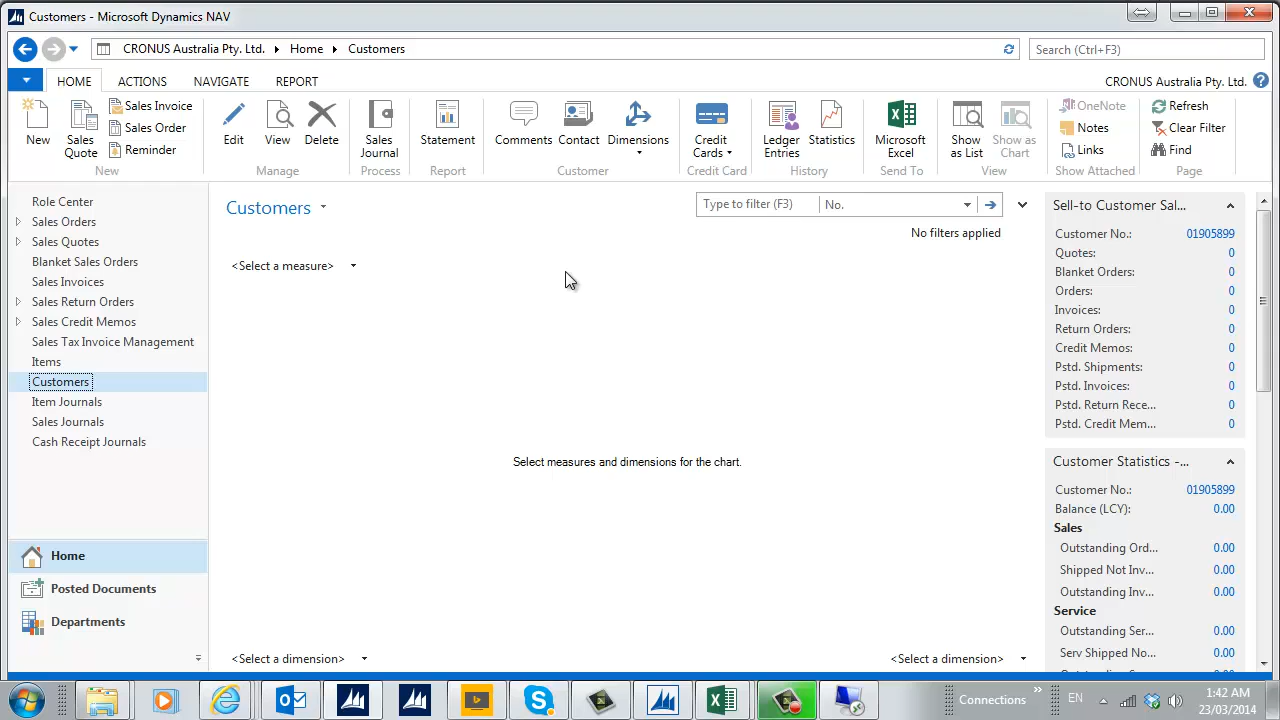 Customers - Microsoft Dynamics NAV
CRONUS Australia Pty. Ltd. Home Customers
Search (Ctrl+F3)
HOME ACTIONS NAVIGATE REPORT
CRONUS Australia Pty. Ltd.
New
Sales Quote
Sales Invoice
Sales Order
Reminder
New
Edit
View
Delete
Manage
Sales Journal
Process
Statement
Report
Comments
Contact
Dimensions
Customer
Credit Cards
Credit Card
Ledger Entries
Statistics
History
Microsoft Excel
Send To
Show as List
Show as Chart
View
OneNote
Notes
Links
Show Attached
Refresh
Clear Filter
Find
Page
Role Center
Sales Orders
Sales Quotes
Blanket Sales Orders
Sales Invoices
Sales Return Orders
Sales Credit Memos
Sales Tax Invoice Management
Items
Customers
Item Journals
Sales Journals
Cash Receipt Journals
Home
Posted Documents
Departments
Customers
Type to filter (F3) No.
No filters applied
<Select a measure>
Select measures and dimensions for the chart.
<Select a dimension>
<Select a dimension>
Sell-to Customer Sal...
Customer No.: 01905899
Quotes: 0
Blanket Orders: 0
Orders: 0
Invoices: 0
Return Orders: 0
Credit Memos: 0
Pstd. Shipments: 0
Pstd. Invoices: 0
Pstd. Return Rece... 0
Pstd. Credit Mem... 0
Customer Statistics -...
Customer No.: 01905899
Balance (LCY): 0.00
Sales
Outstanding Ord... 0.00
Shipped Not Inv... 0.00
Outstanding Inv... 0.00
Service
Outstanding Ser... 0.00
Serv Shipped No... 0.00
Connections
EN
1:42 AM
23/03/2014